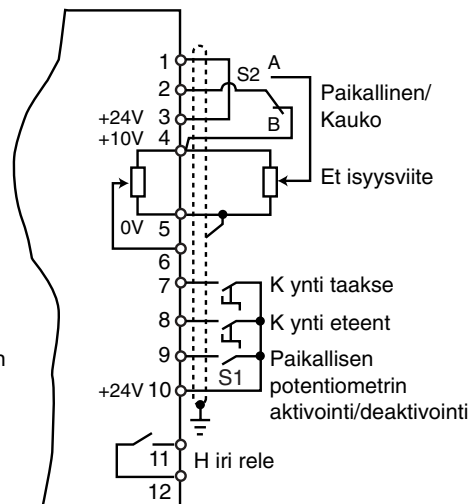 1
S2 A
2
Paikallinen/
Kauko
+24V 3
B
+10V 4
Et isyysviite
0V 5
6
7 K ynti taakse
8 K ynti eteent
9 S1 Paikallisen
potentiometrin
aktivointi/deaktivointi
+24V 10
11 H iri rele
12
n